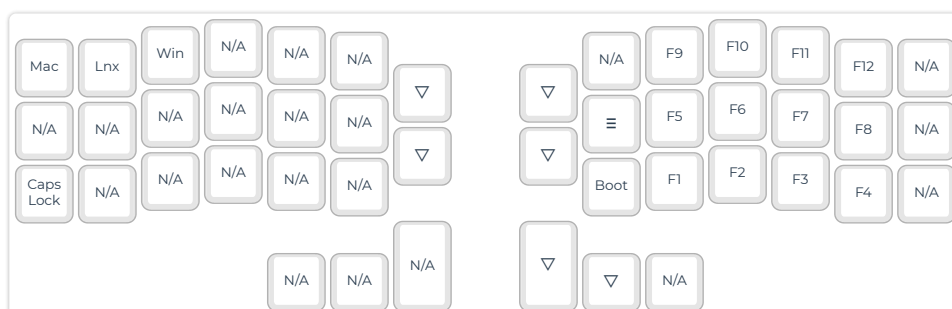 Mac Lnx Win N/A N/A N/A N/A F9 F10 F11 F12 N/A
▽ ▽
N/A N/A N/A N/A N/A N/A ☰ F5 F6 F7 F8 N/A
▽ ▽
Caps
Lock N/A N/A N/A N/A N/A Boot F1 F2 F3 F4 N/A
N/A N/A N/A ▽ ▽ N/A